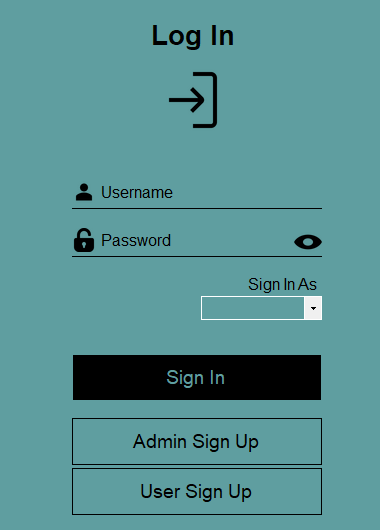 Log In
Username
Password
Sign In As
Sign In
Admin Sign Up
User Sign Up